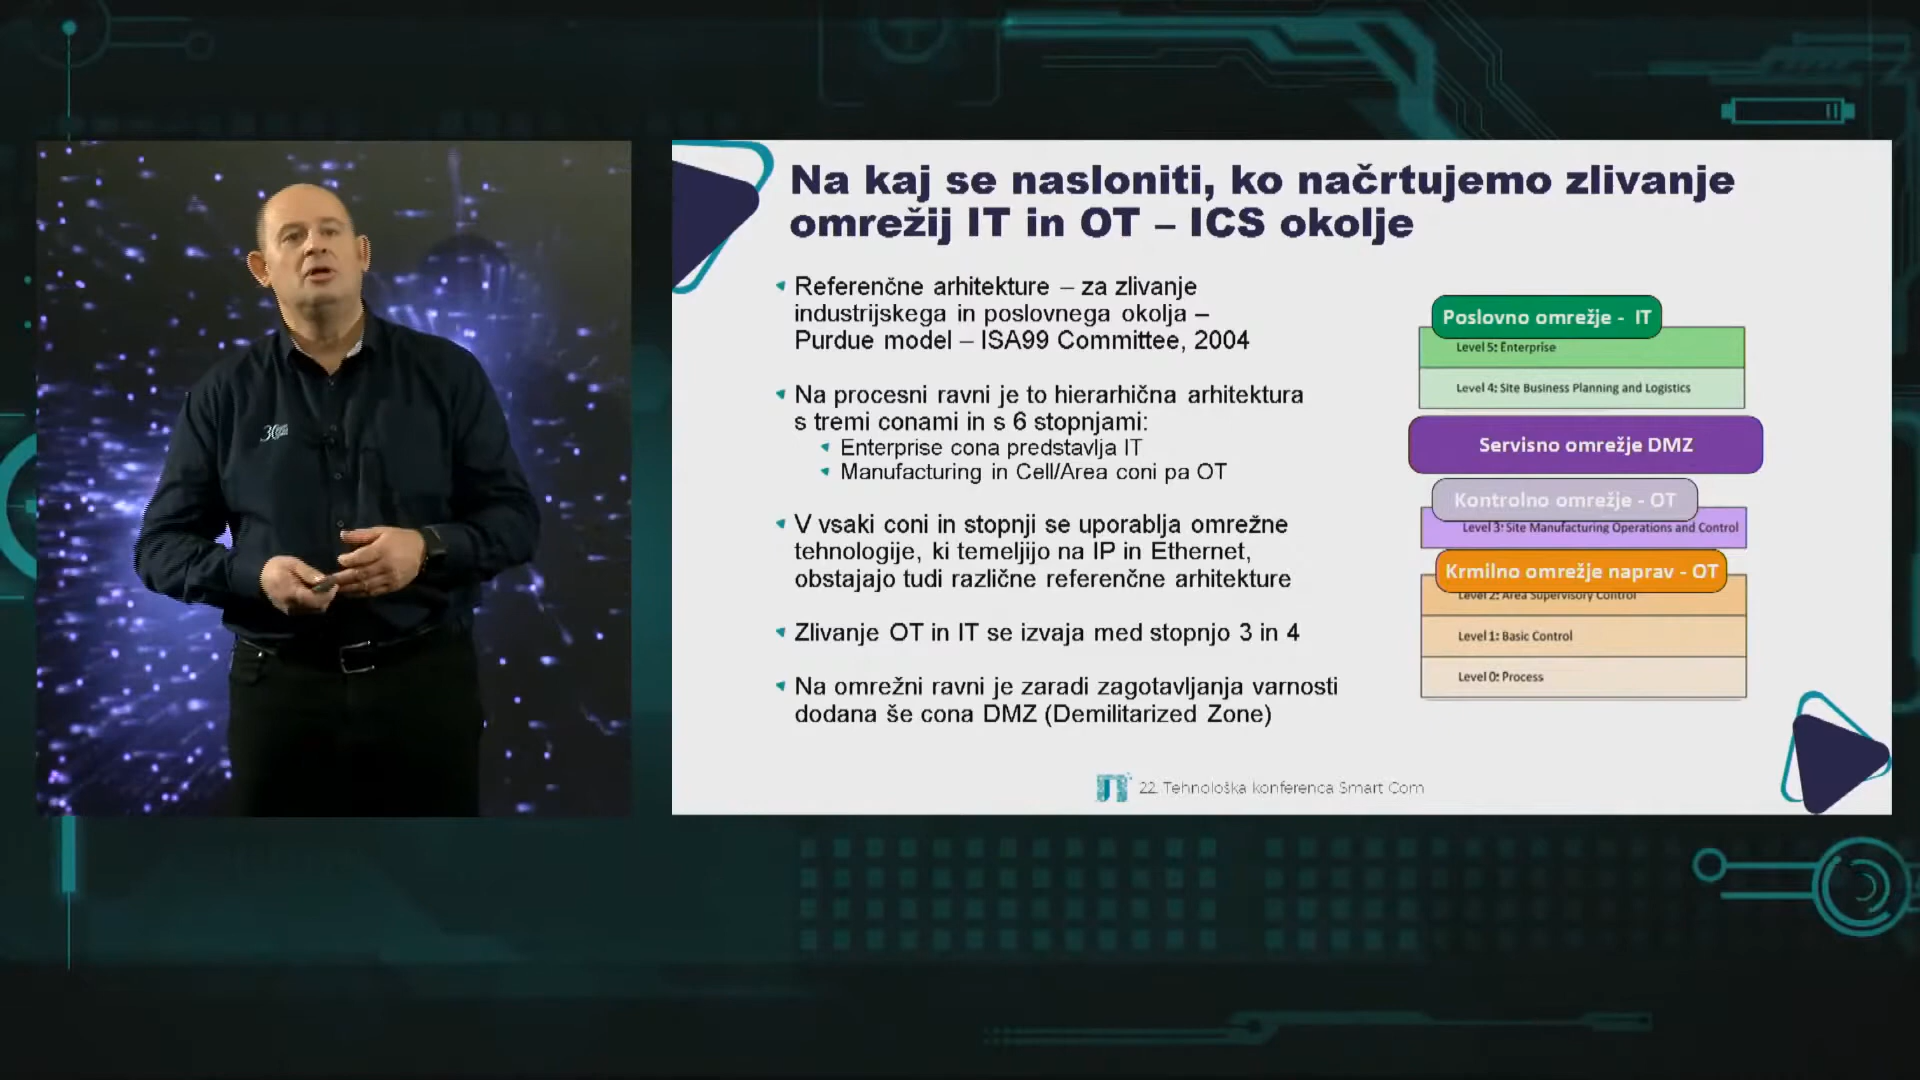 Na kaj se nasloniti, ko načrtujemo zlivanje
omrežij IT in OT – ICS okolje
Referenčne arhitekture – za zlivanje
industrijskega in poslovnega okolja –
Purdue model – ISA99 Committee, 2004
Na procesni ravni je to hierarhična arhitektura
s tremi conami in s 6 stopnjami:
Enterprise cona predstavlja IT
Manufacturing in Cell/Area coni pa OT
V vsaki coni in stopnji se uporablja omrežne
tehnologije, ki temeljijo na IP in Ethernet,
obstajajo tudi različne referenčne arhitekture
Zlivanje OT in IT se izvaja med stopnjo 3 in 4
Na omrežni ravni je zaradi zagotavljanja varnosti
dodana še cona DMZ (Demilitarized Zone)
Poslovno omrežje - IT
Level 5: Enterprise
Level 4: Site Business Planning and Logistics
Servisno omrežje DMZ
Kontrolno omrežje - OT
Level 3: Site Manufacturing Operations and Control
Krmilno omrežje naprav - OT
Level 2: Area Supervisory Control
Level 1: Basic Control
Level 0: Process
22. Tehnološka konferenca Smart Com
30